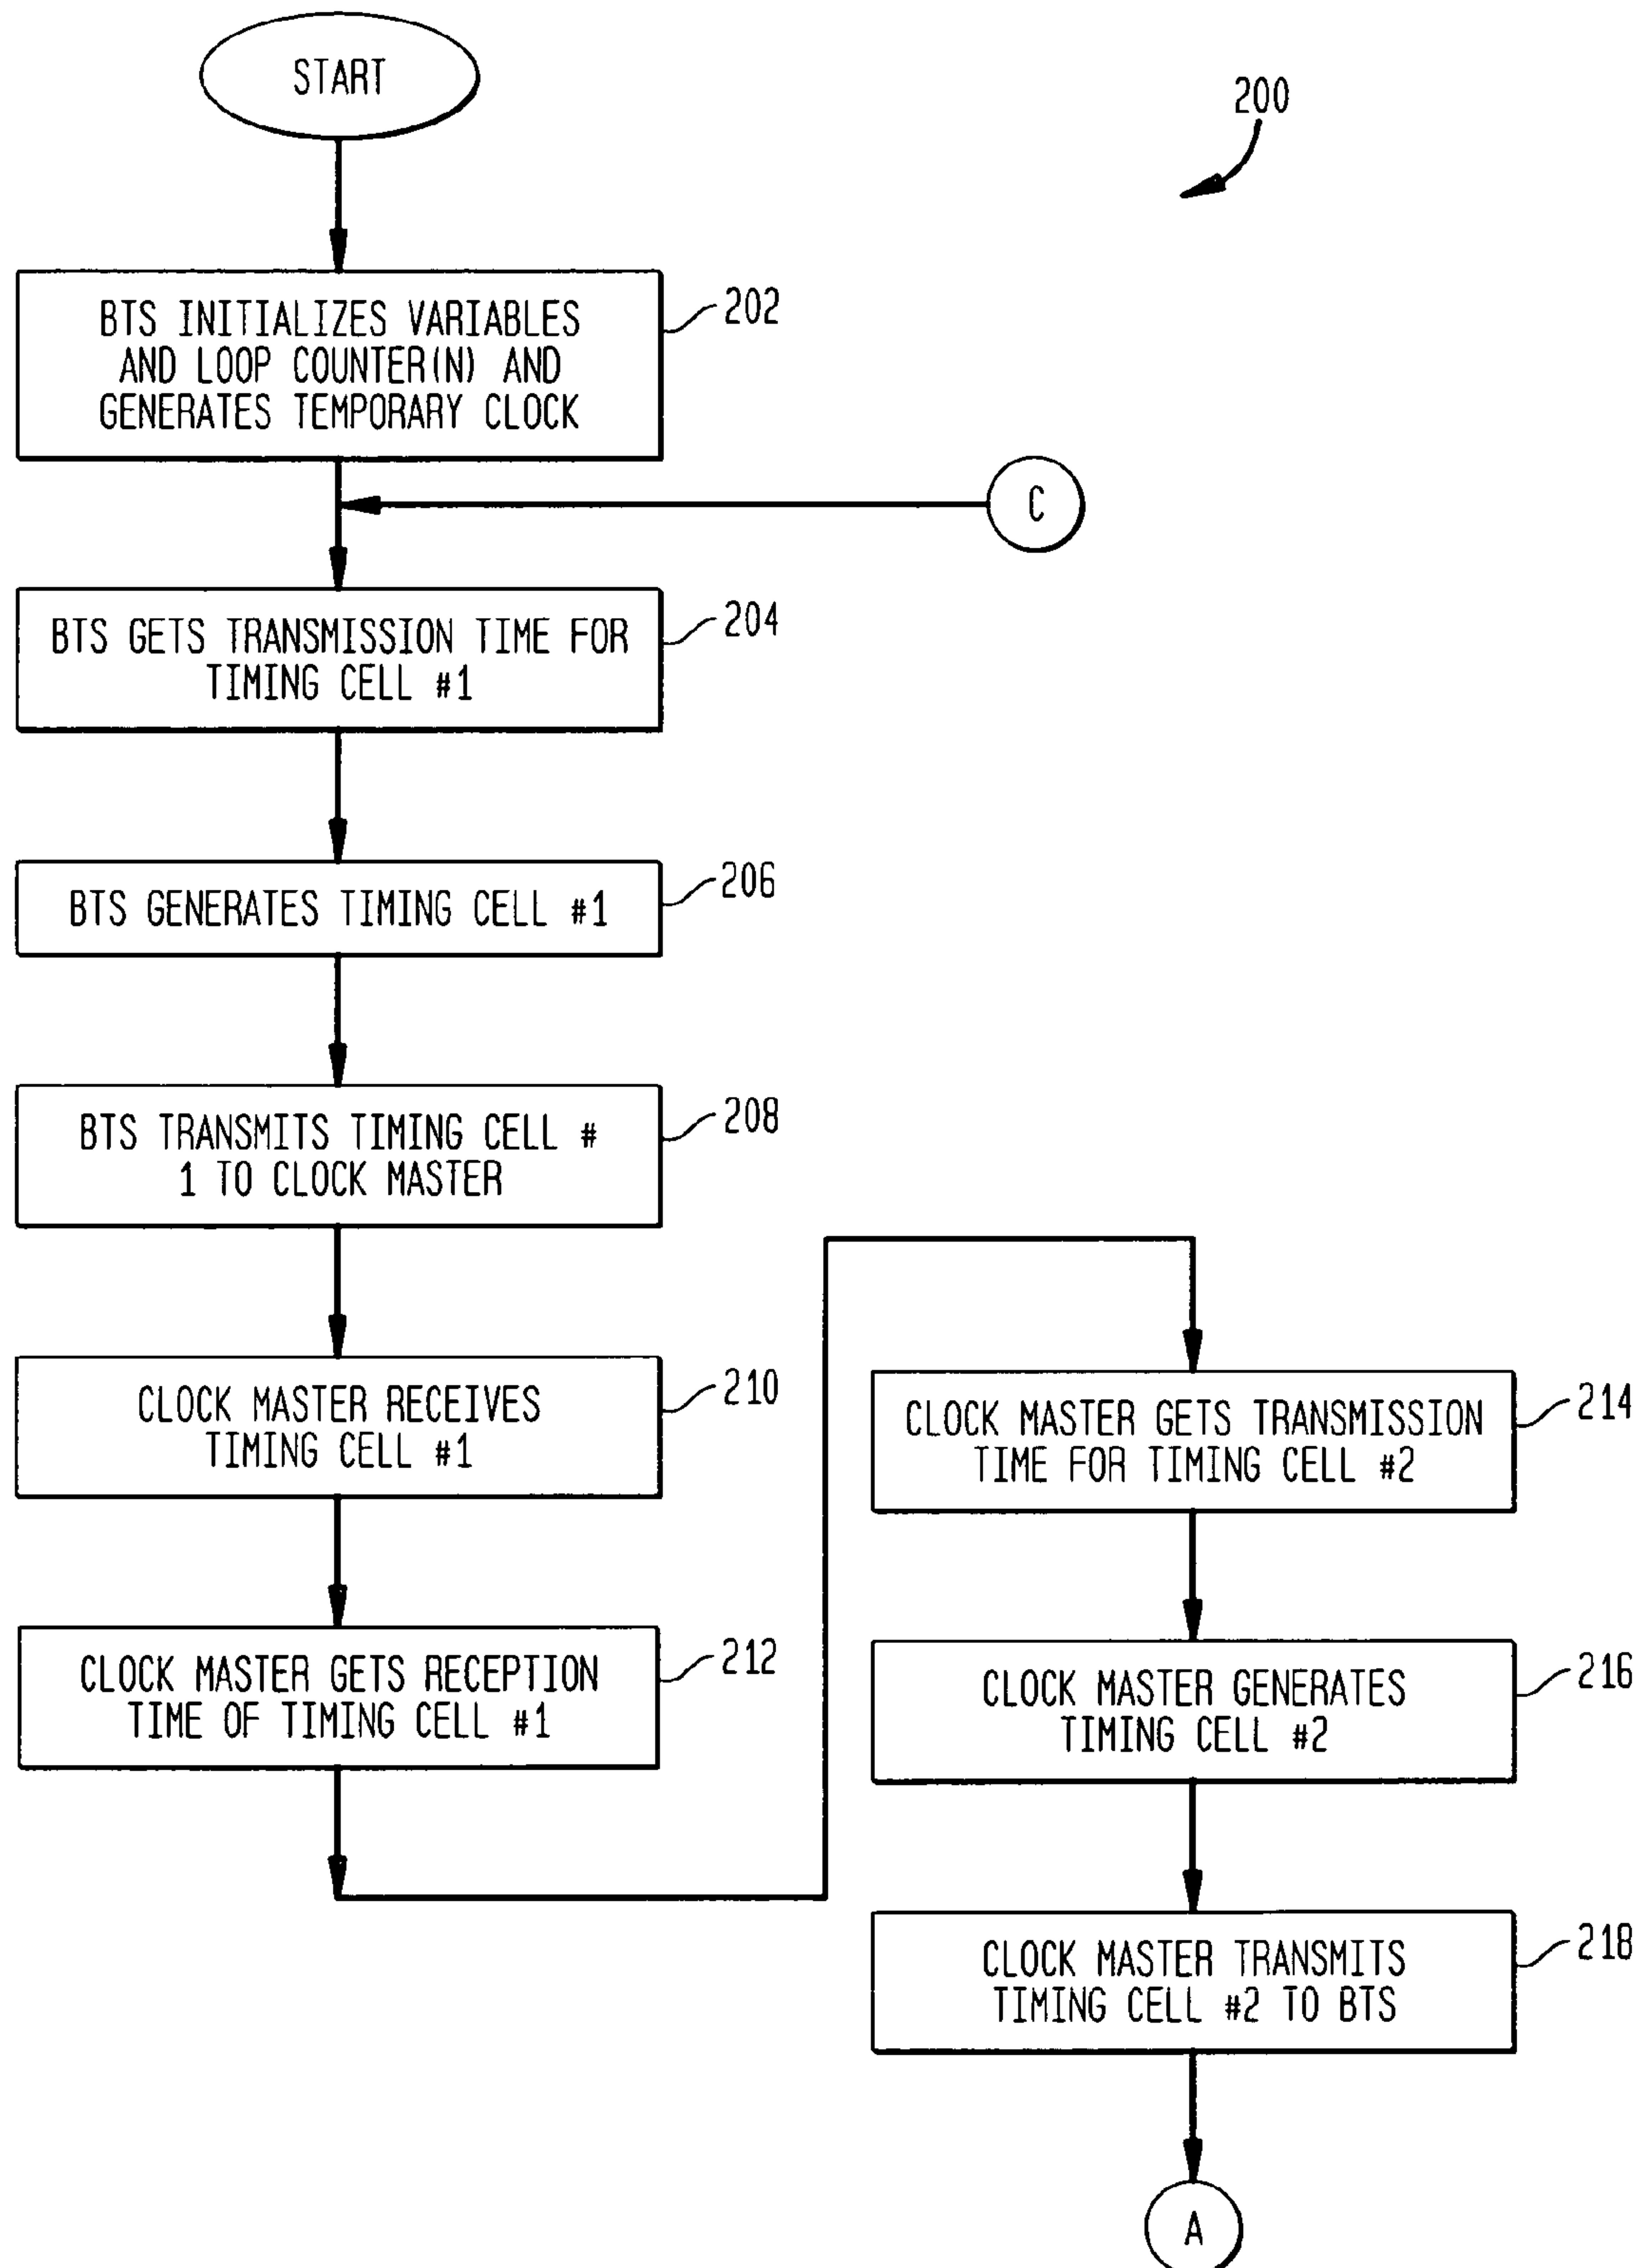 START
200
BTS INITIALIZES VARIABLES
AND LOOP COUNTER(N) AND
GENERATES TEMPORARY CLOCK
202
C
BTS GETS TRANSMISSION TIME FOR
TIMING CELL #1
204
BTS GENERATES TIMING CELL #1
206
BTS TRANSMITS TIMING CELL #
1 TO CLOCK MASTER
208
CLOCK MASTER RECEIVES
TIMING CELL #1
210
CLOCK MASTER GETS RECEPTION
TIME OF TIMING CELL #1
212
CLOCK MASTER GETS TRANSMISSION
TIME FOR TIMING CELL #2
214
CLOCK MASTER GENERATES
TIMING CELL #2
216
CLOCK MASTER TRANSMITS
TIMING CELL #2 TO BTS
218
A